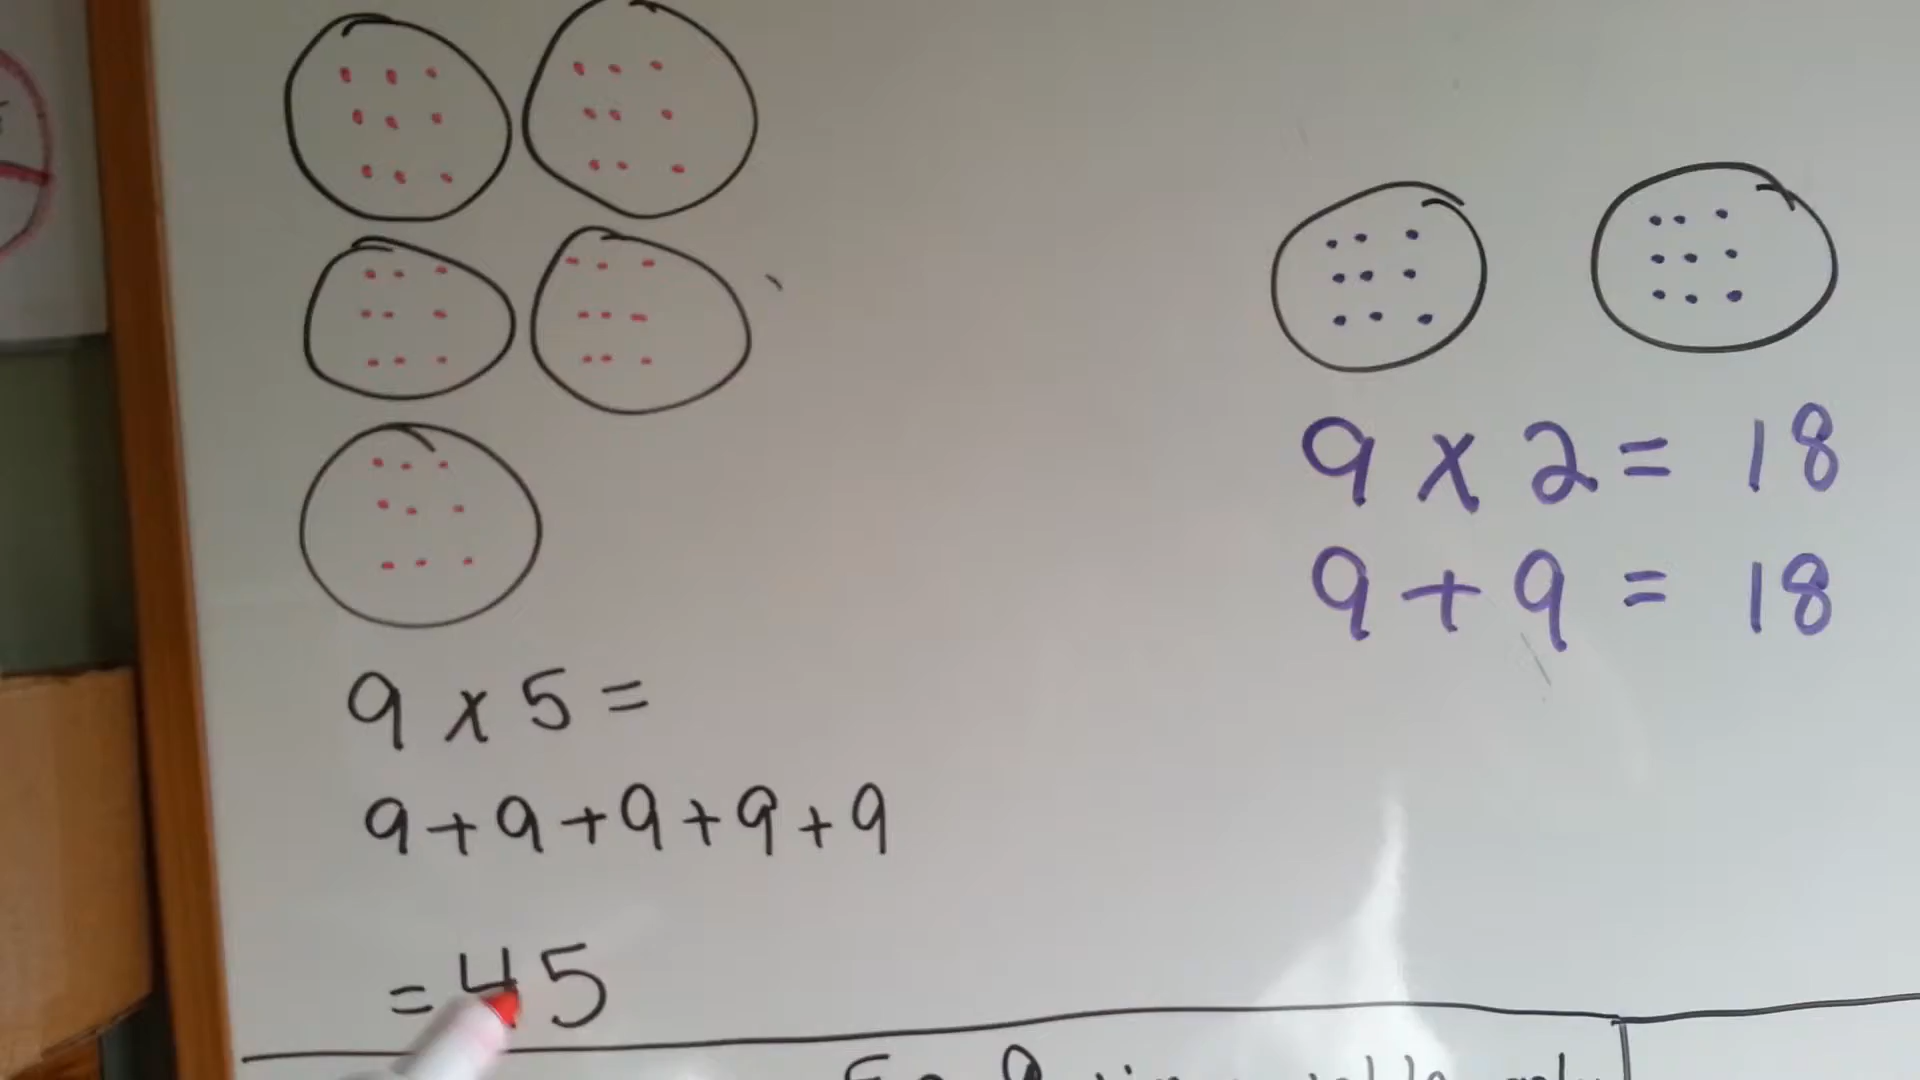 9 x 5 =
9 + 9 + 9 + 9 + 9
= 45
9 x 2 = 18
9 + 9 = 18